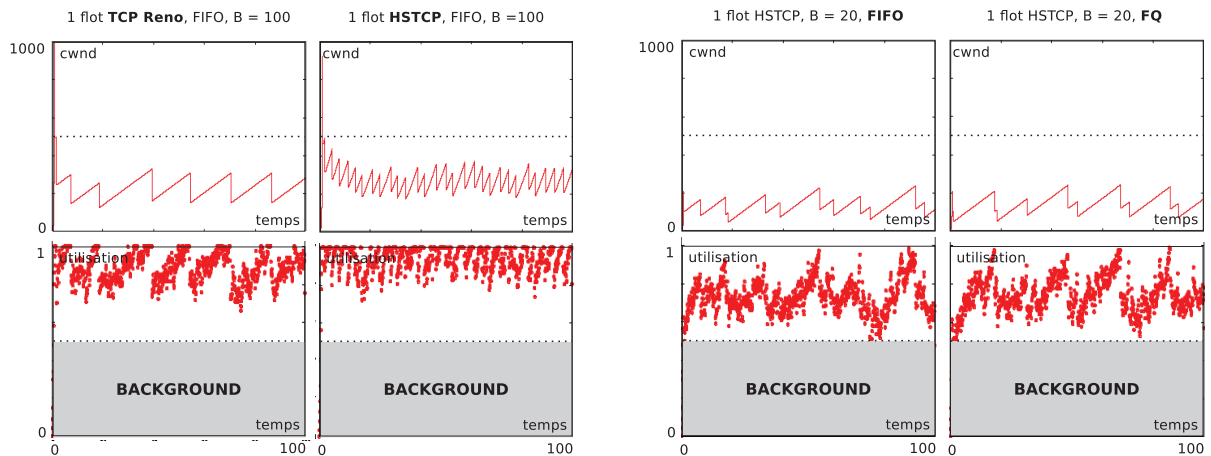 1 flot TCP Reno, FIFO, B = 100
1 flot HSTCP, FIFO, B =100
1 flot HSTCP, B = 20, FIFO
1 flot HSTCP, B = 20, FQ
1000
cwnd
temps
0
cwnd
temps
1000
cwnd
temps
0
cwnd
temps
1
utilisation
BACKGROUND
temps
0
0
100
utilisation
BACKGROUND
temps
0
100
1
utilisation
BACKGROUND
temps
0
0
100
utilisation
BACKGROUND
temps
0
100